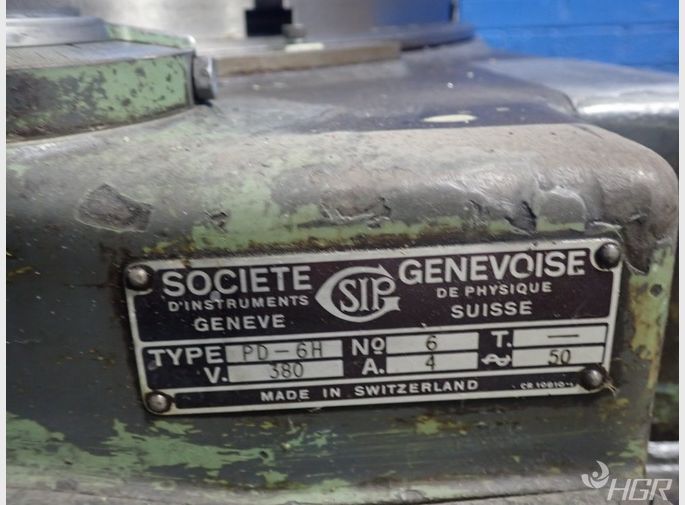 SOCIETE SIP GENEVOISE
D'INSTRUMENTS DE PHYSIQUE
GENEVE SUISSE
TYPE PD-6H NO 6 T. —
V. 380 A. 4 ~ 50
MADE IN SWITZERLAND
HGR